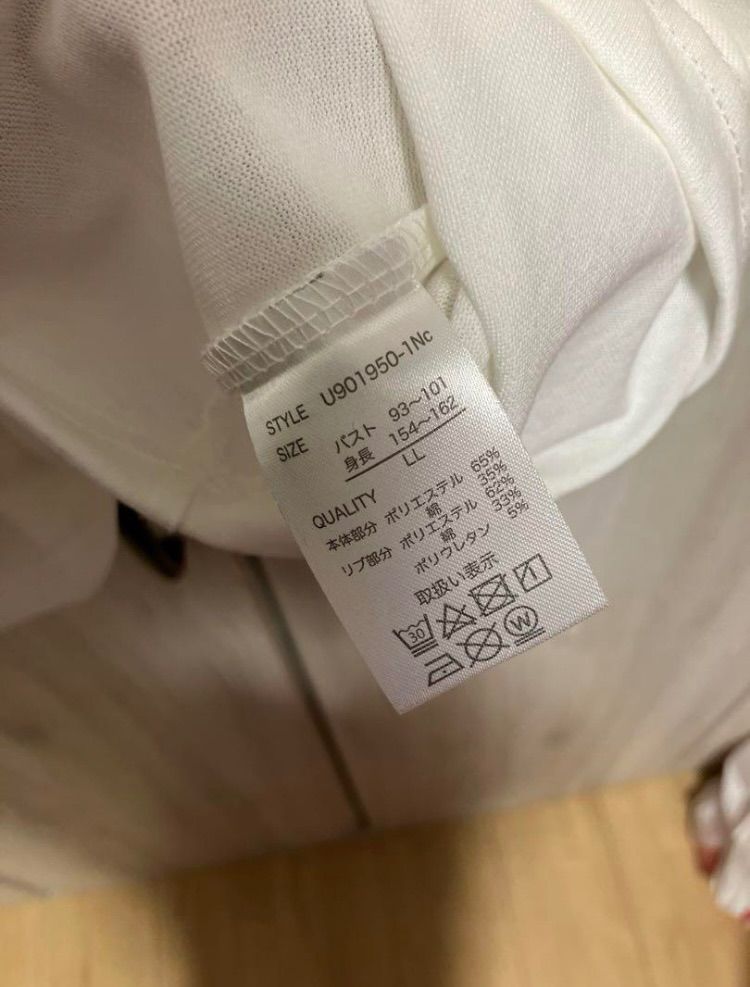 STYLE U901950-1Nc
SIZE バスト 93～101
身長 154～162
LL
QUALITY
本体部分 ポリエステル 65%
綿 35%
リブ部分 ポリエステル 62%
綿 33%
ポリウレタン 5%
取扱い表示
30
W